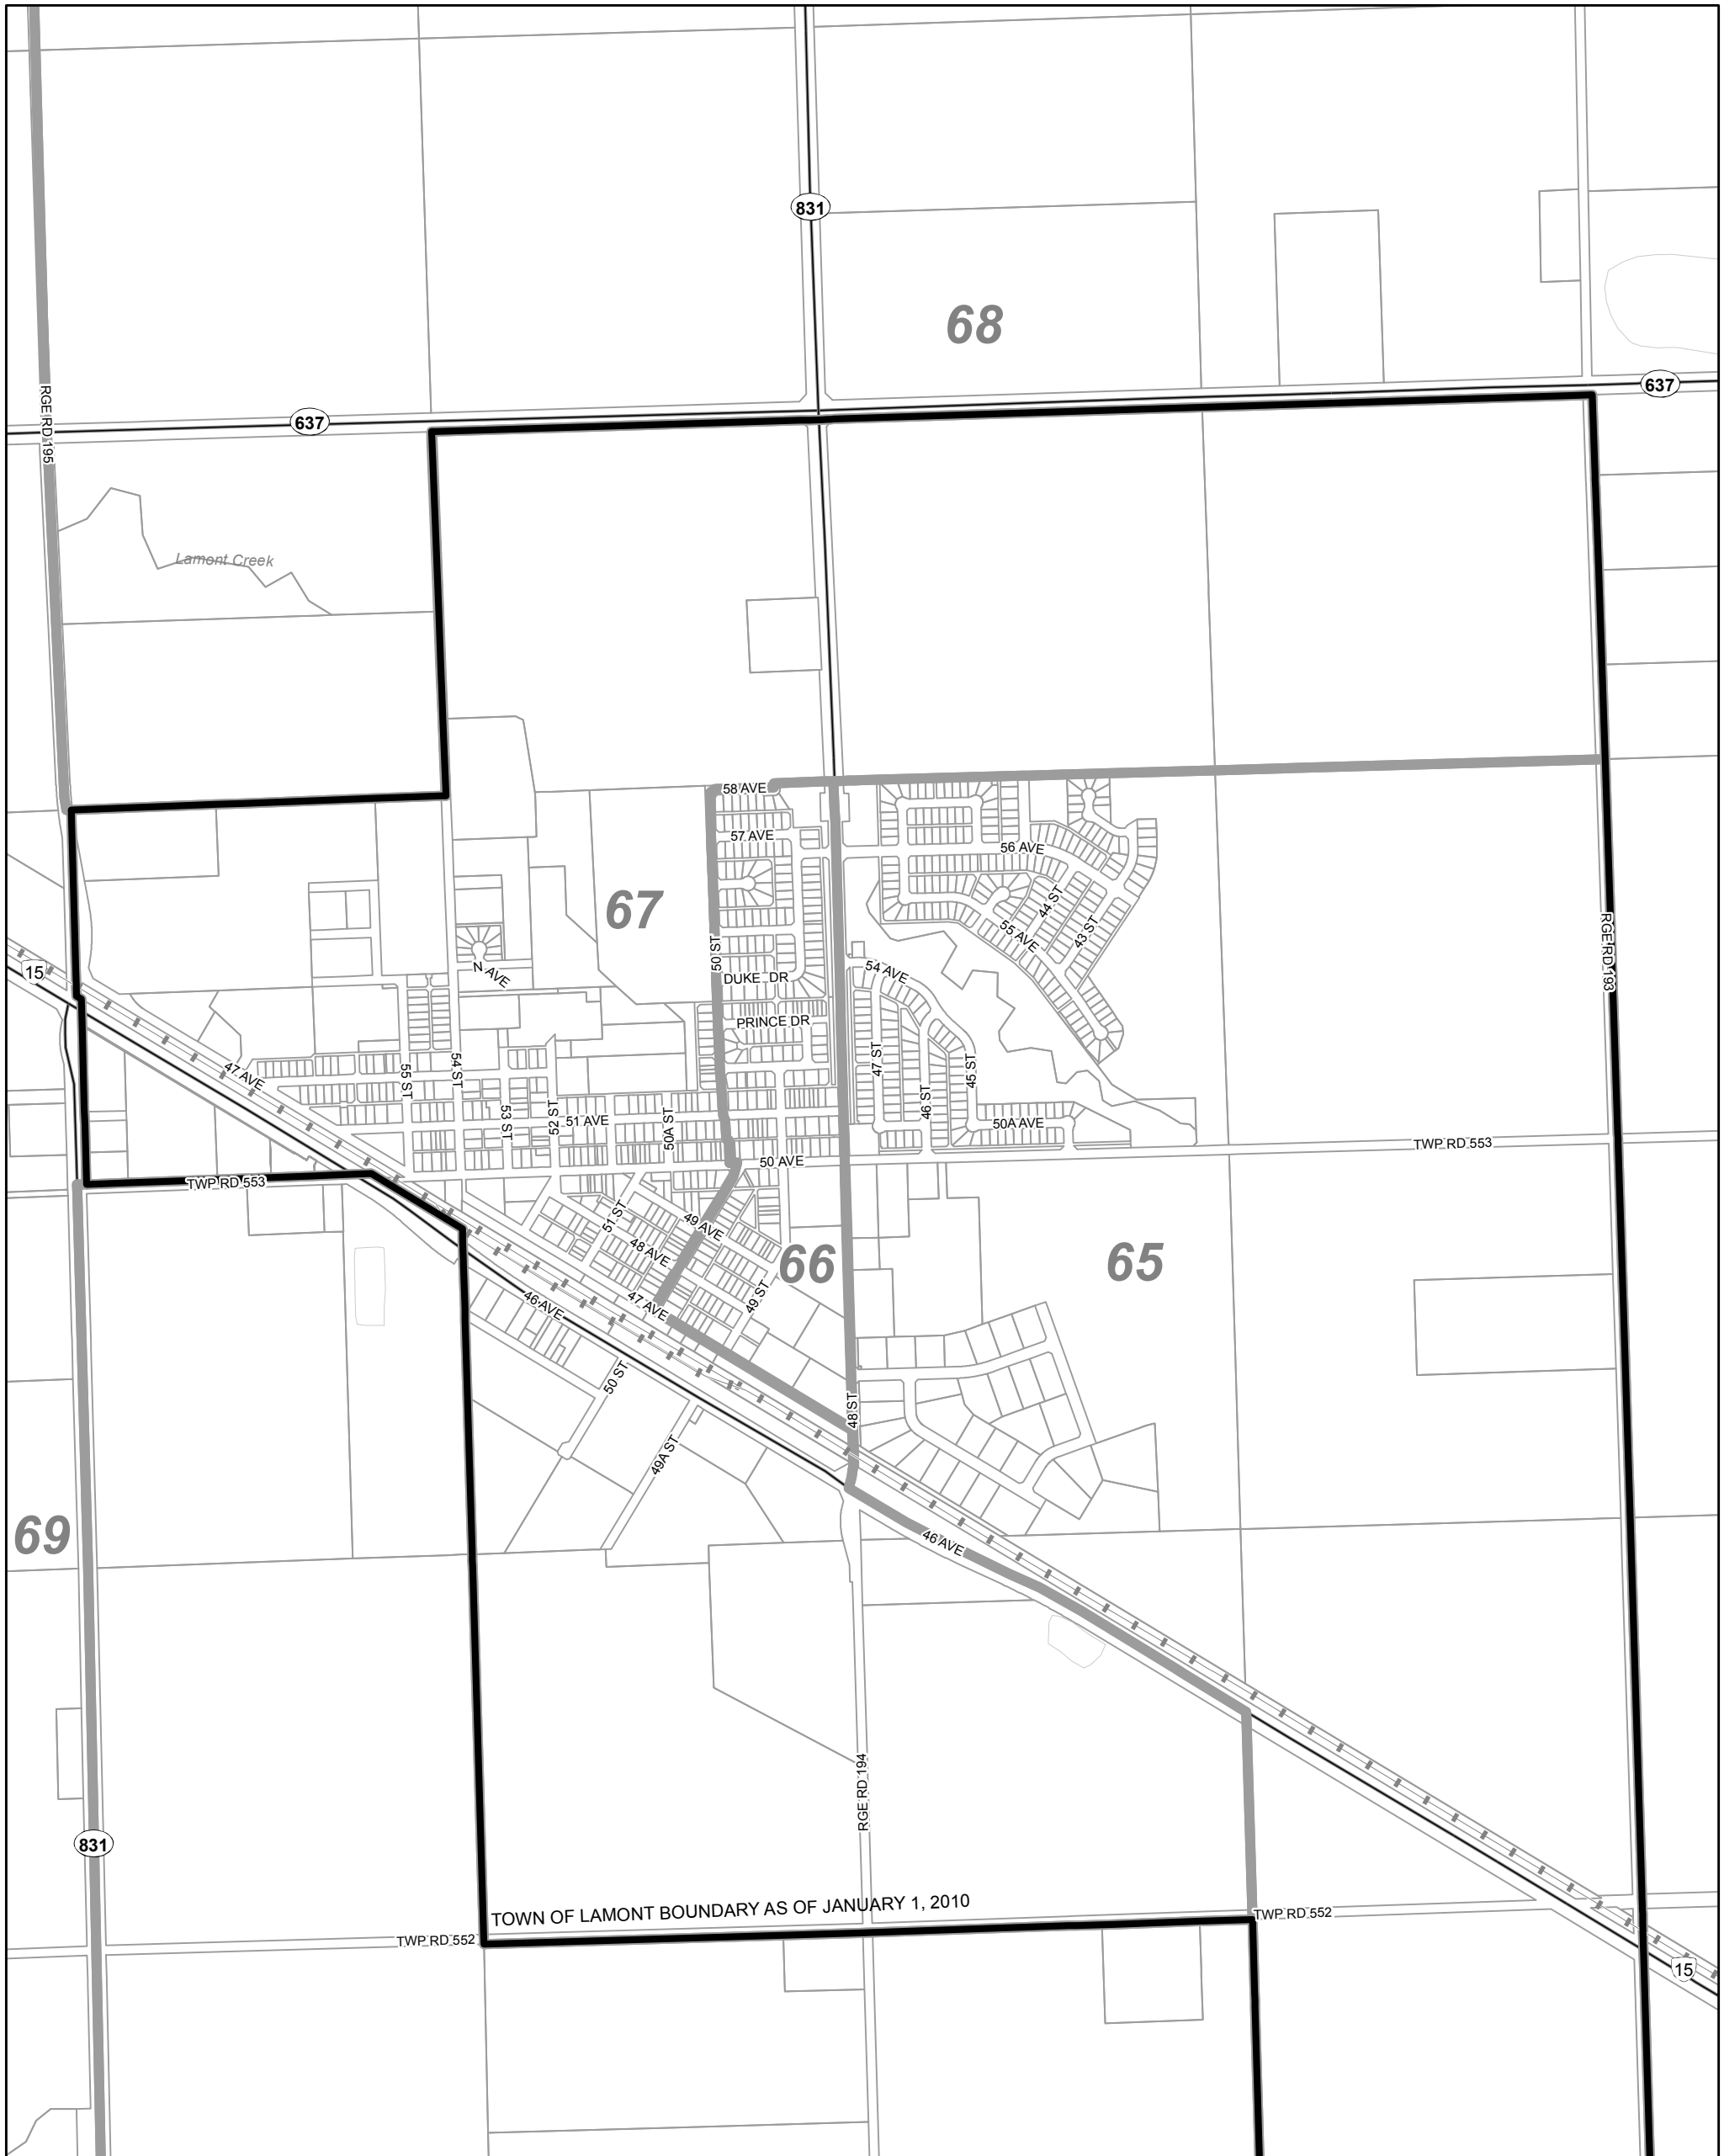 831
68
637
637
RGE RD 195
Lamont Creek
58 AVE
57 AVE
56 AVE
67
44 ST
43 ST
55 AVE
RGE RD 193
50 ST
15
N AVE
DUKE DR
54 AVE
PRINCE DR
47 AVE
55 ST
54 ST
53 ST
52 ST
51 AVE
50A ST
47 ST
46 ST
45 ST
50A AVE
TWP RD 553
50 AVE
TWP RD 553
51 ST
49 AVE
48 AVE
66
65
49 ST
47 AVE
46 AVE
50 ST
48 ST
49A ST
69
46 AVE
RGE RD 194
831
TOWN OF LAMONT BOUNDARY AS OF JANUARY 1, 2010
TWP RD 552
TWP RD 552
15